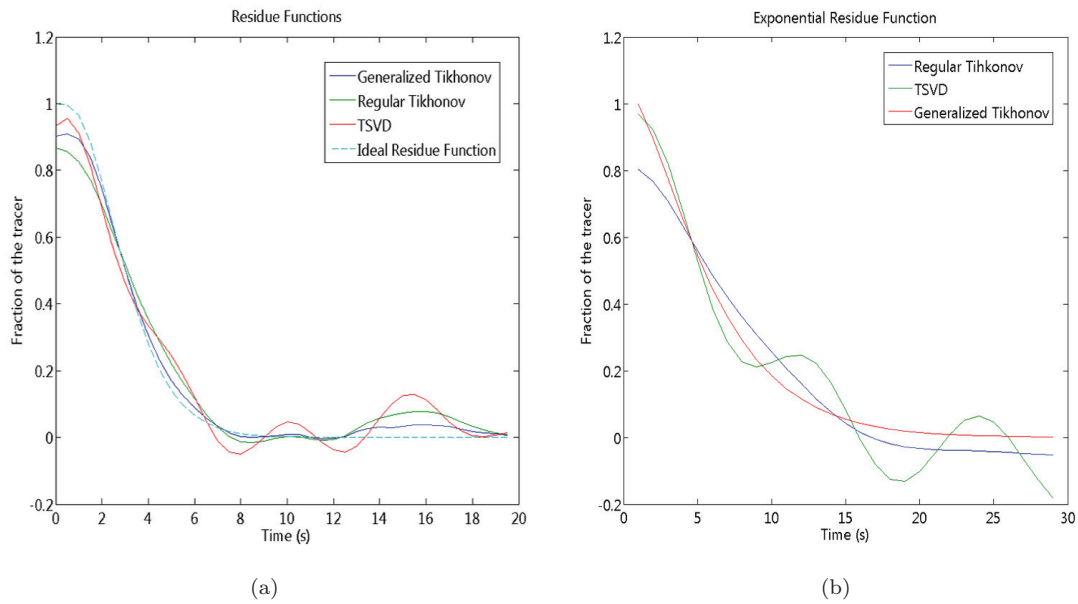 Residue Functions
Fraction of the tracer
1.2
1
0.8
0.6
0.4
0.2
0
-0.2
Generalized Tikhonov
Regular Tikhonov
TSVD
Ideal Residue Function
0 2 4 6 8 10 12 14 16 18 20
Time (s)
(a)
Exponential Residue Function
Fraction of the tracer
1.2
1
0.8
0.6
0.4
0.2
0
-0.2
Regular Tihkonov
TSVD
Generalized Tikhonov
0 5 10 15 20 25 30
Time (s)
(b)